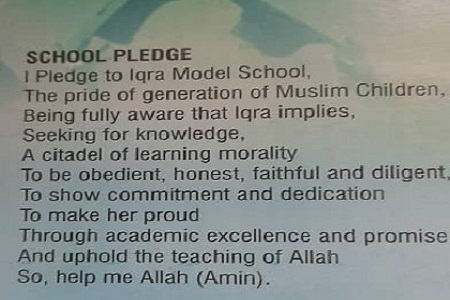 SCHOOL PLEDGE
I Pledge to Iqra Model School,
The pride of generation of Muslim Children,
Being fully aware that Iqra implies,
Seeking for knowledge,
A citadel of learning morality
To be obedient, honest, faithful and diligent,
To show commitment and dedication
To make her proud
Through academic excellence and promise
And uphold the teaching of Allah
So, help me Allah (Amin).